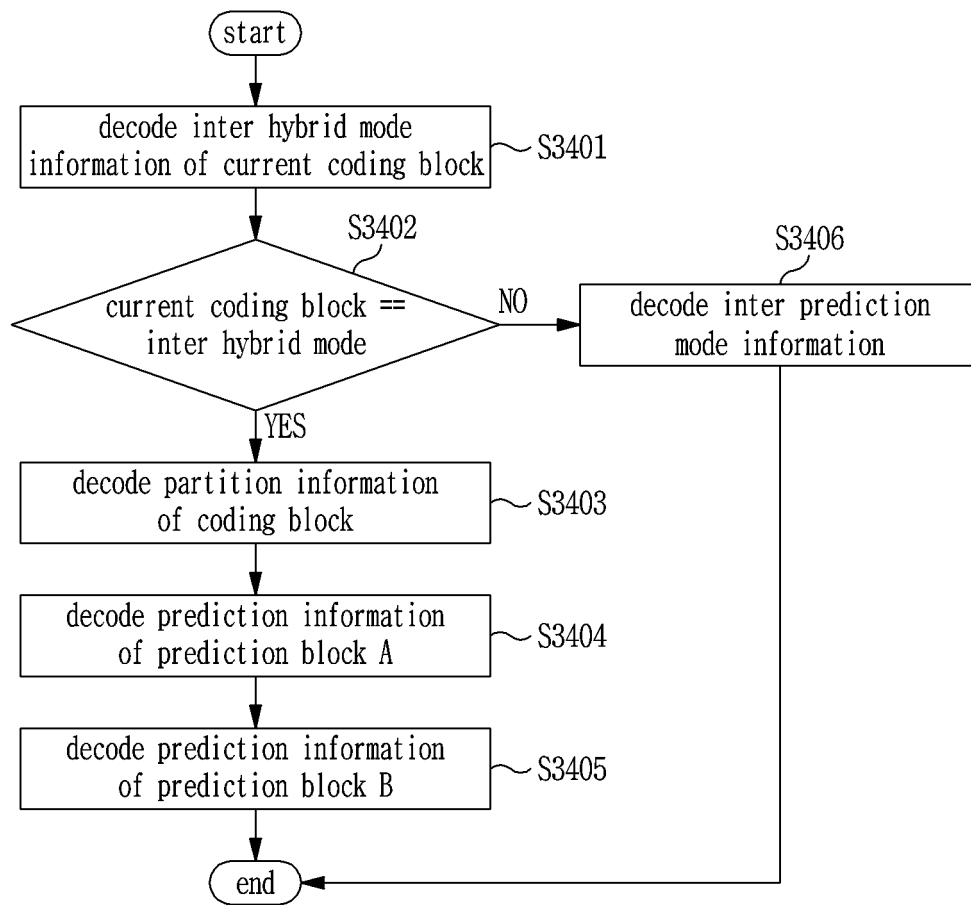 start
decode inter hybrid mode
information of current coding block
S3401
S3402
current coding block ==
inter hybrid mode
NO
S3406
decode inter prediction
mode information
YES
decode partition information
of coding block
S3403
decode prediction information
of prediction block A
S3404
decode prediction information
of prediction block B
S3405
end